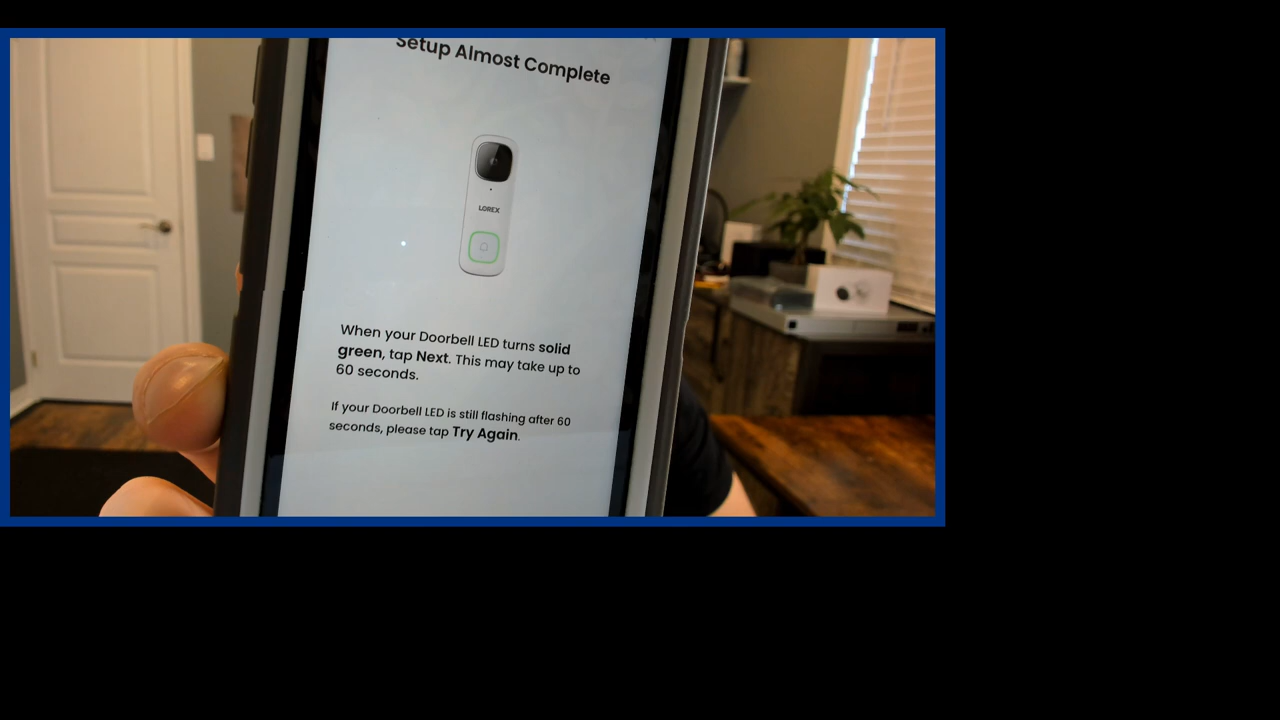 Setup Almost Complete
LOREX
When your Doorbell LED turns solid
green, tap Next. This may take up to
60 seconds.
If your Doorbell LED is still flashing after 60
seconds, please tap Try Again.